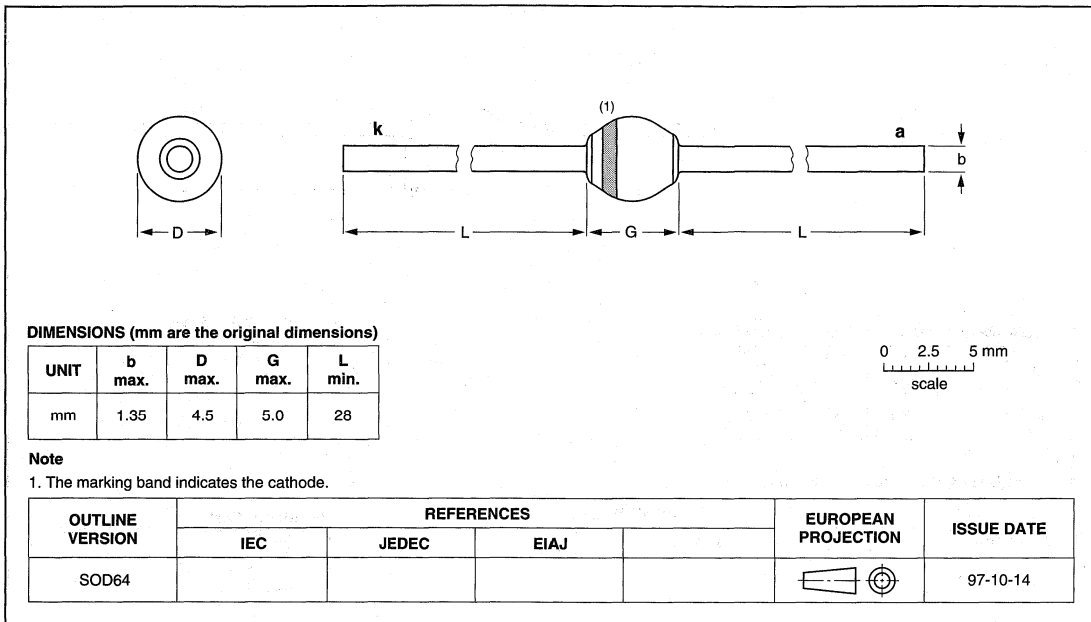 (1)
k
a
b
D
L
G
L
DIMENSIONS (mm are the original dimensions)
UNIT b max. D max. G max. L min.
mm 1.35 4.5 5.0 28
0 2.5 5 mm
scale
Note
1. The marking band indicates the cathode.
OUTLINE VERSION REFERENCES EUROPEAN PROJECTION ISSUE DATE
IEC JEDEC EIAJ
SOD64 97-10-14